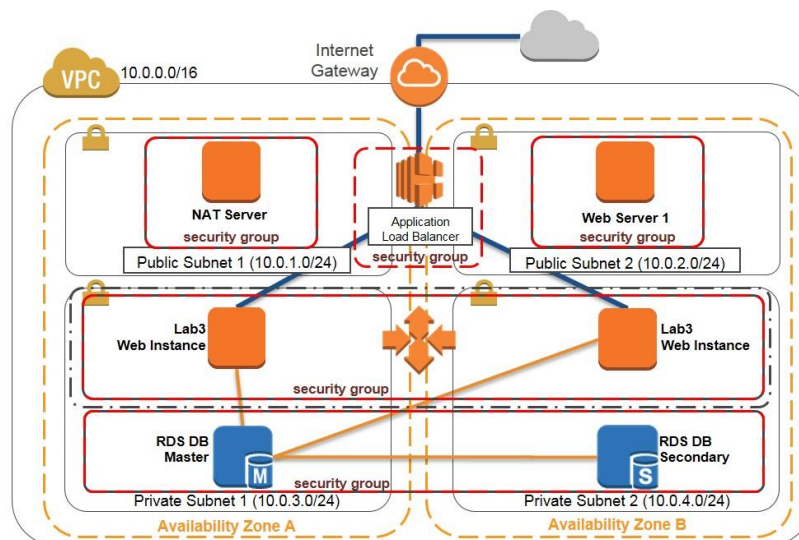 Internet
Gateway
VPC
10.0.0.0/16
NAT Server
security group
Public Subnet 1 (10.0.1.0/24)
Application
Load Balancer
security group
Web Server 1
security group
Public Subnet 2 (10.0.2.0/24)
Lab3
Web Instance
Lab3
Web Instance
security group
RDS DB
Master
M
RDS DB
Secondary
S
security group
Private Subnet 1 (10.0.3.0/24)
Private Subnet 2 (10.0.4.0/24)
Availability Zone A
Availability Zone B